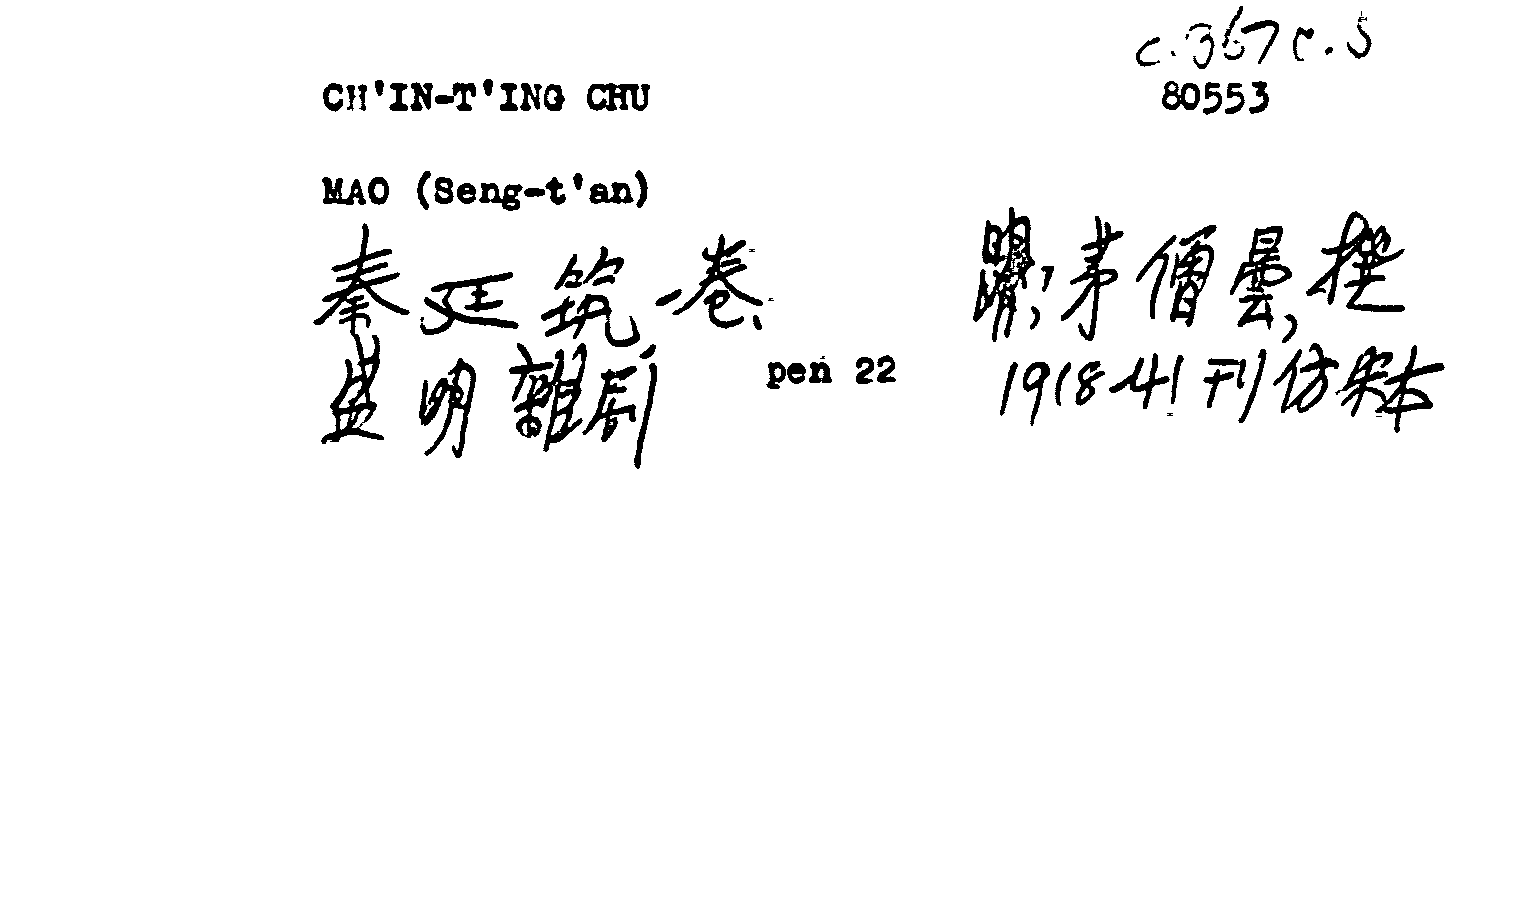 c.367 c.5
CH'IN-T'ING CHU 80553
MAO (Seng-t'an)
秦廷筑一卷、 明, 茅僧曇, 撰
盛明雜劇 pen 22 1918-41 刊仿宋本